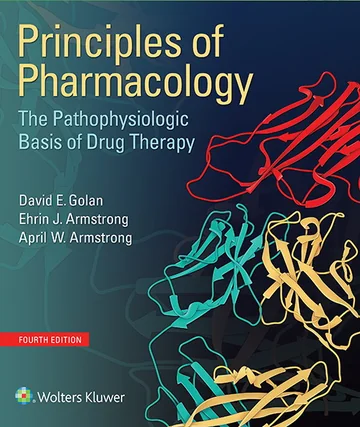 Principles of
Pharmacology
The Pathophysiologic
Basis of Drug Therapy
David E. Golan
Ehrin J. Armstrong
April W. Armstrong
FOURTH EDITION
Wolters Kluwer